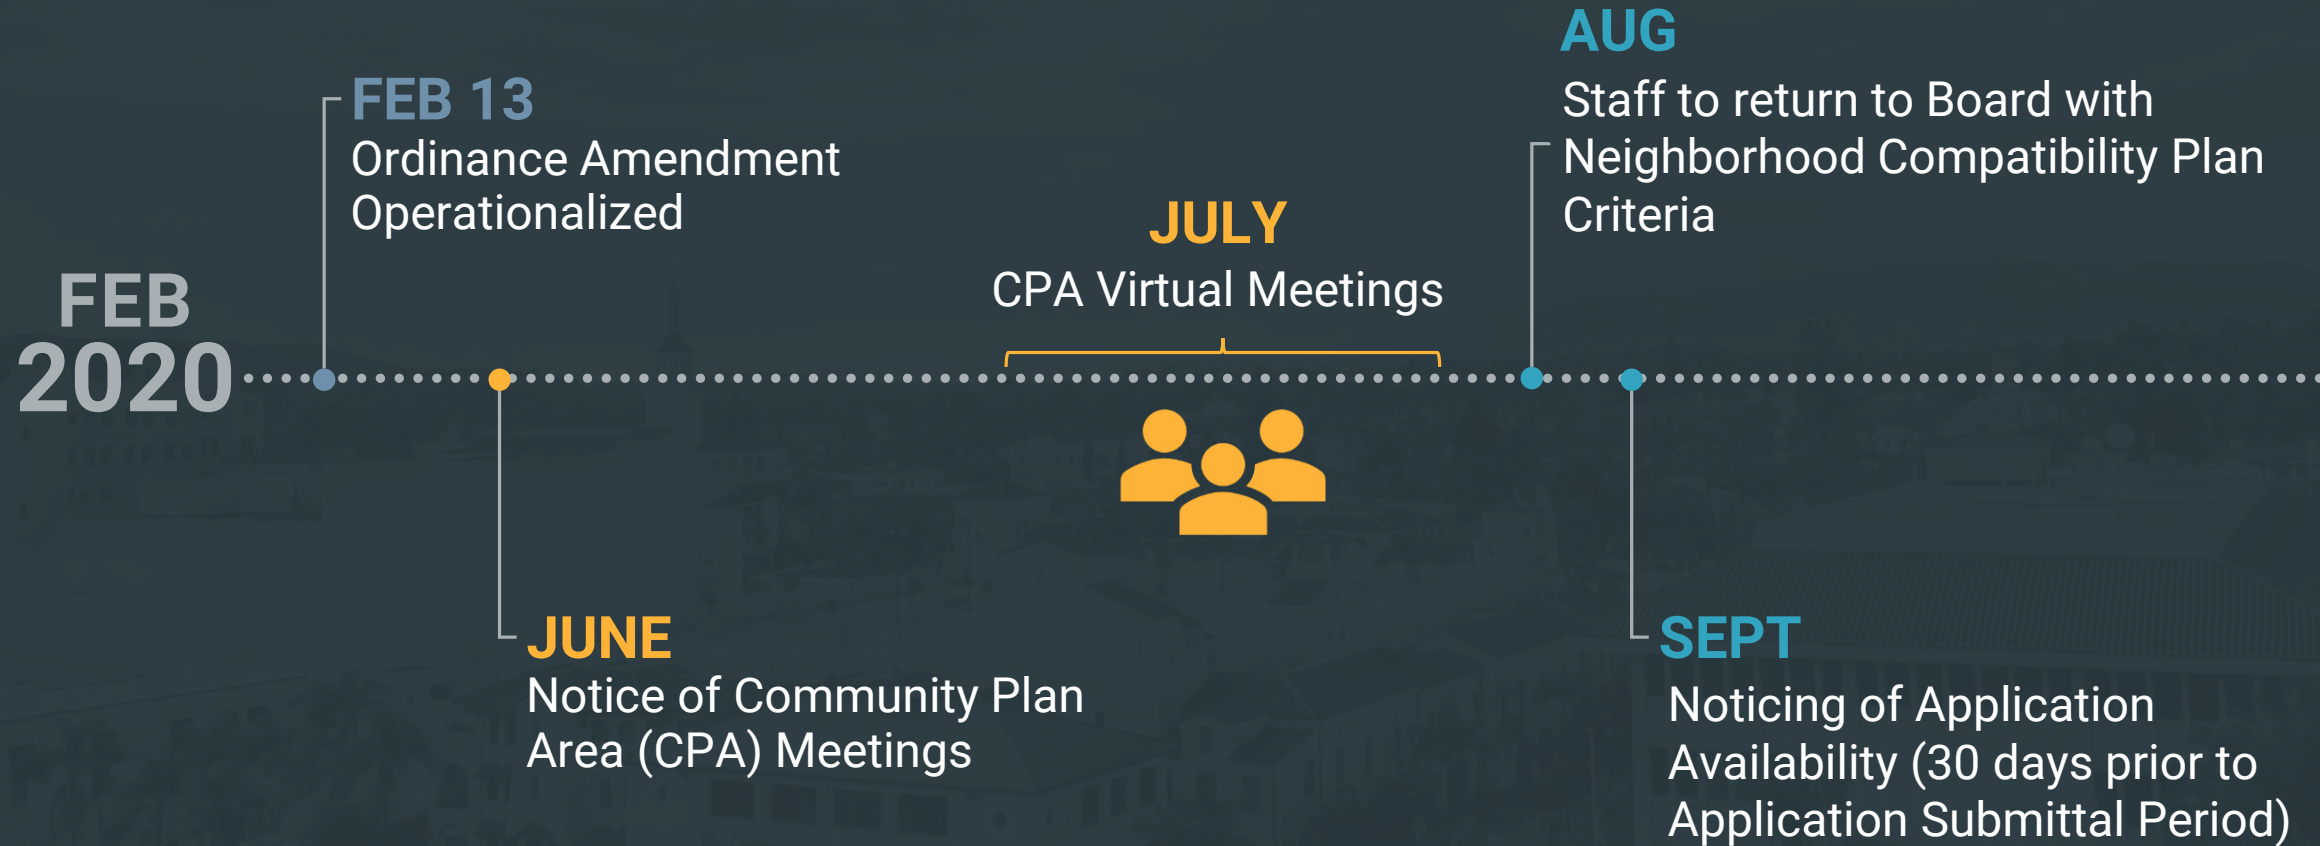 FEB
2020
FEB 13
Ordinance Amendment
Operationalized
JUNE
Notice of Community Plan
Area (CPA) Meetings
JULY
CPA Virtual Meetings
AUG
Staff to return to Board with
Neighborhood Compatibility Plan
Criteria
SEPT
Noticing of Application
Availability (30 days prior to
Application Submittal Period)